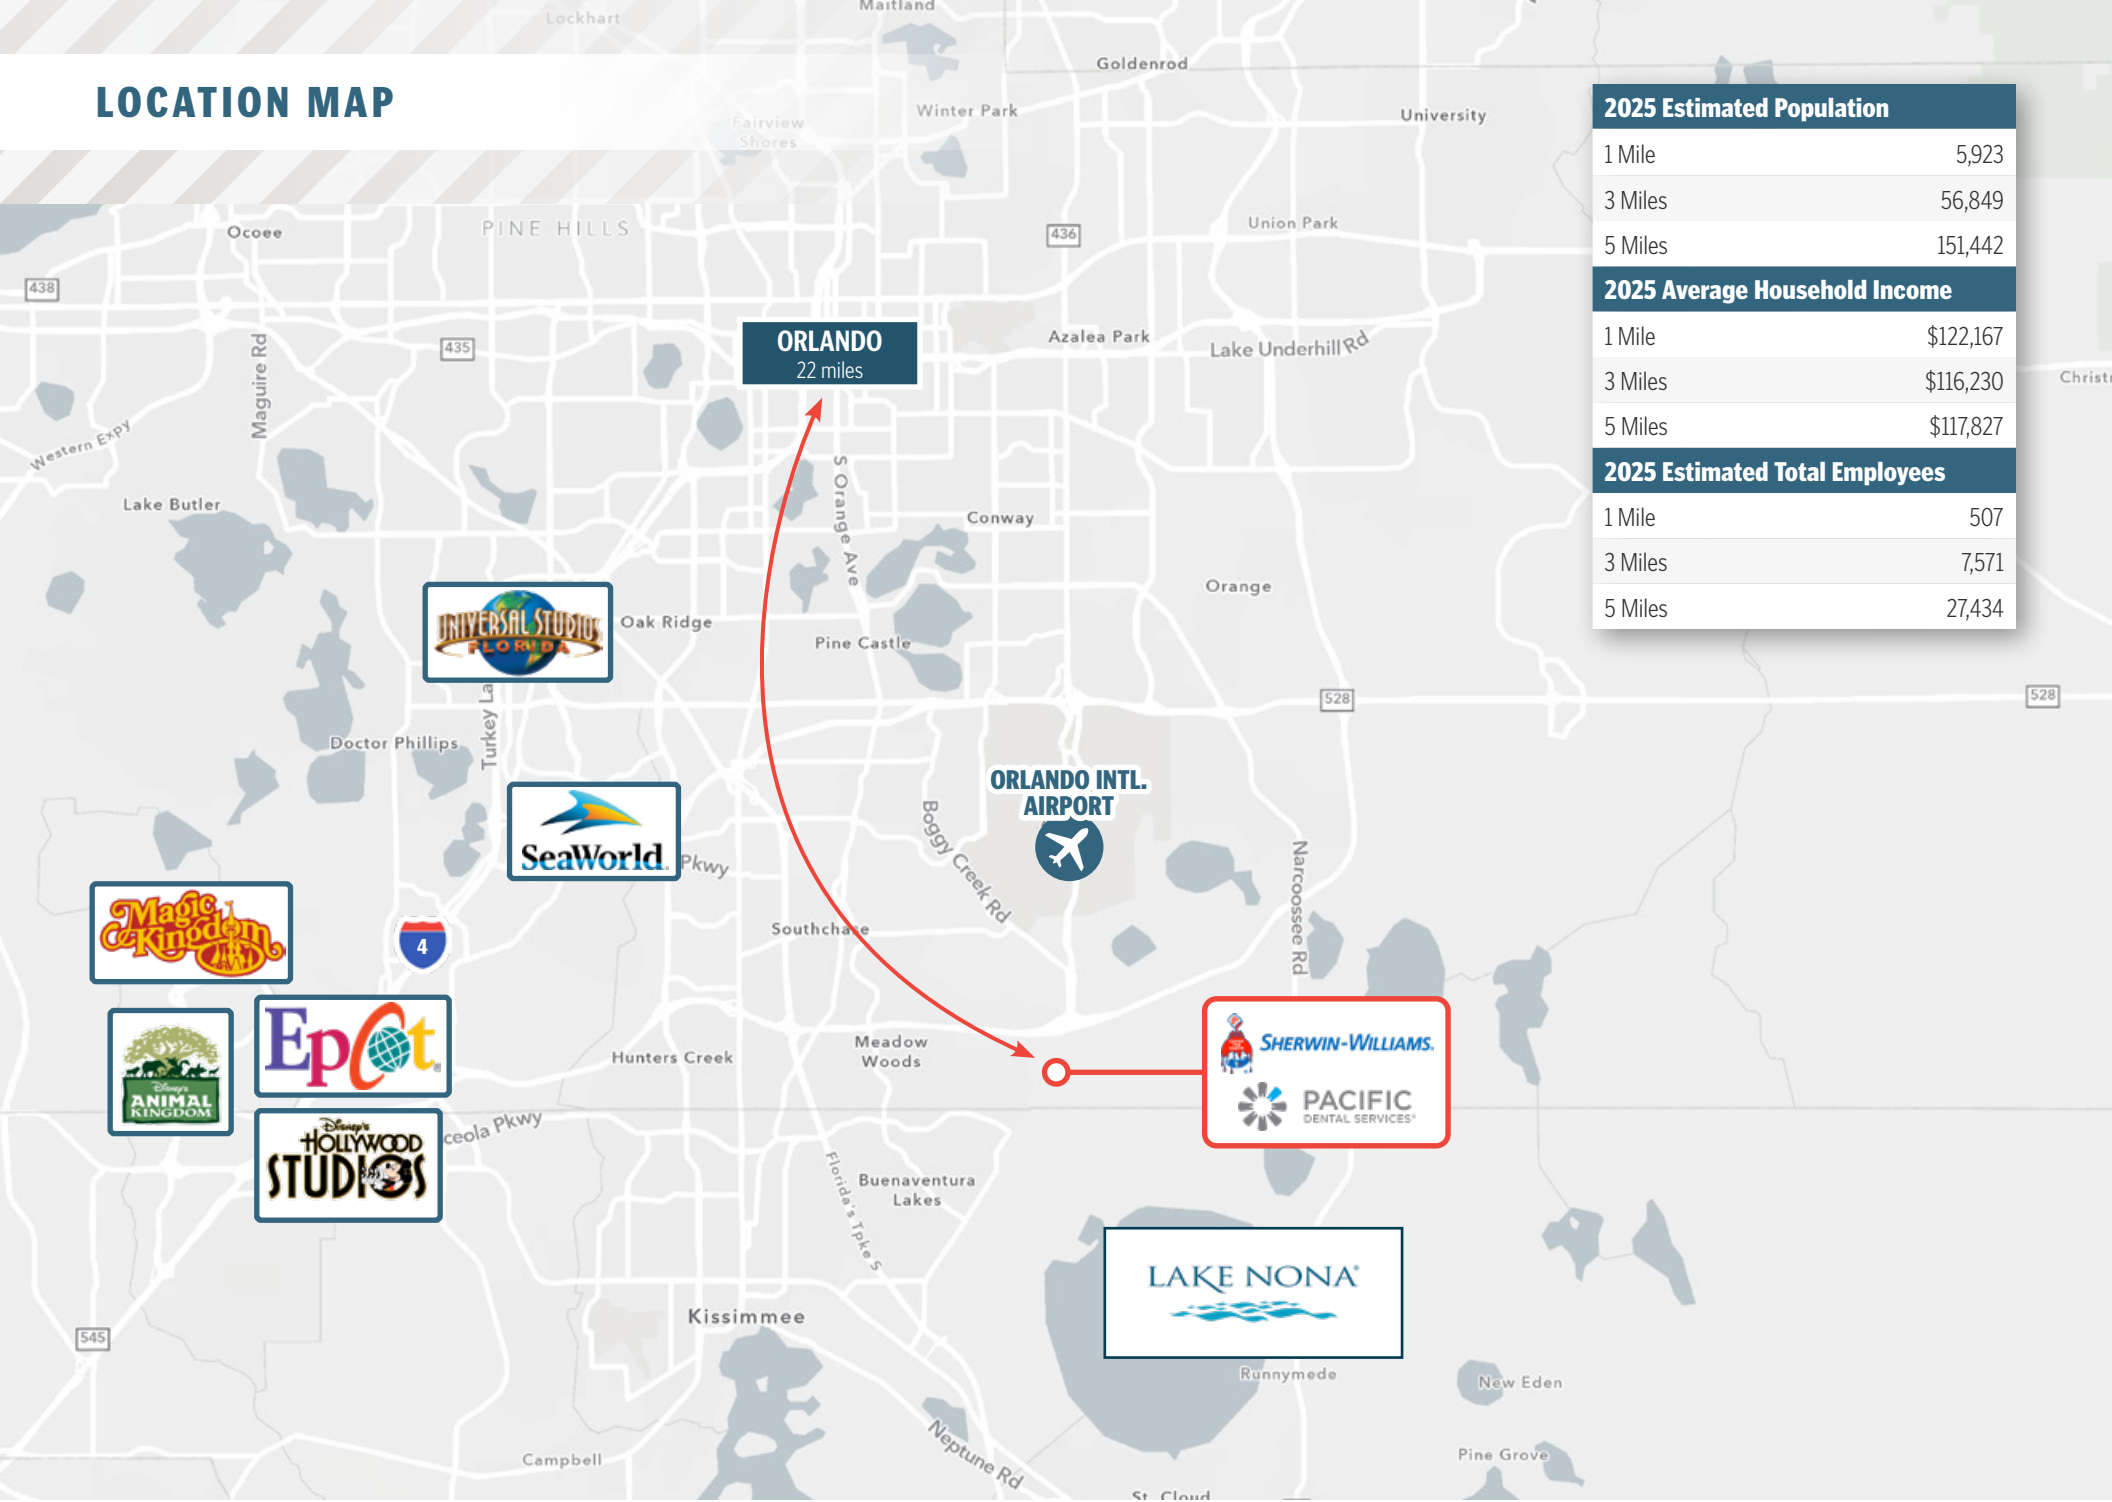 Lockhart
Maitland
Goldenrod
LOCATION MAP
Winter Park
University
Fairview
Shores
2025 Estimated Population
1 Mile 5,923
3 Miles 56,849
5 Miles 151,442
2025 Average Household Income
1 Mile $122,167
3 Miles $116,230
5 Miles $117,827
2025 Estimated Total Employees
1 Mile 507
3 Miles 7,571
5 Miles 27,434
Ocoee
PINE HILLS
436
Union Park
438
Maguire Rd
435
ORLANDO
22 miles
Azalea Park
Lake Underhill Rd
Western Expy
Lake Butler
S Orange Ave
Conway
Orange
UNIVERSAL STUDIOS
FLORIDA
Oak Ridge
Pine Castle
Turkey La
528
528
Doctor Phillips
ORLANDO INTL.
AIRPORT
SeaWorld
Pkwy
Boggy Creek Rd
Narcoossee Rd
Magic
Kingdom
4
Southchase
Epcot
Disney's
ANIMAL
KINGDOM
Hunters Creek
Meadow
Woods
SHERWIN-WILLIAMS.
PACIFIC
DENTAL SERVICES®
Disney's
HOLLYWOOD
STUDIOS
ceola Pkwy
Florida's Tpke S
Buenaventura
Lakes
LAKE NONA®
Kissimmee
545
Runnymede
New Eden
Neptune Rd
Campbell
Pine Grove
St. Cloud